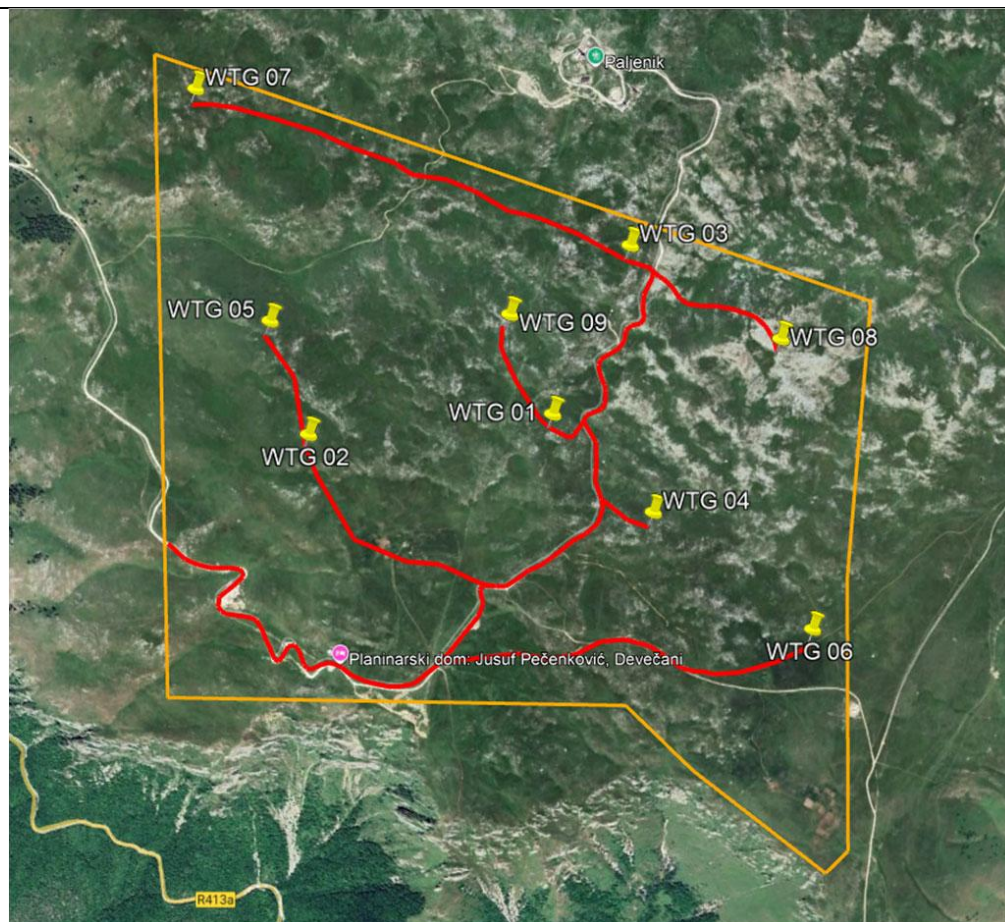 Paljenik
WTG 07
WTG 03
WTG 05
WTG 09
WTG 08
WTG 01
WTG 02
WTG 04
WTG 06
Planinarski dom: Jusuf Pečenković, Devečani
R413a